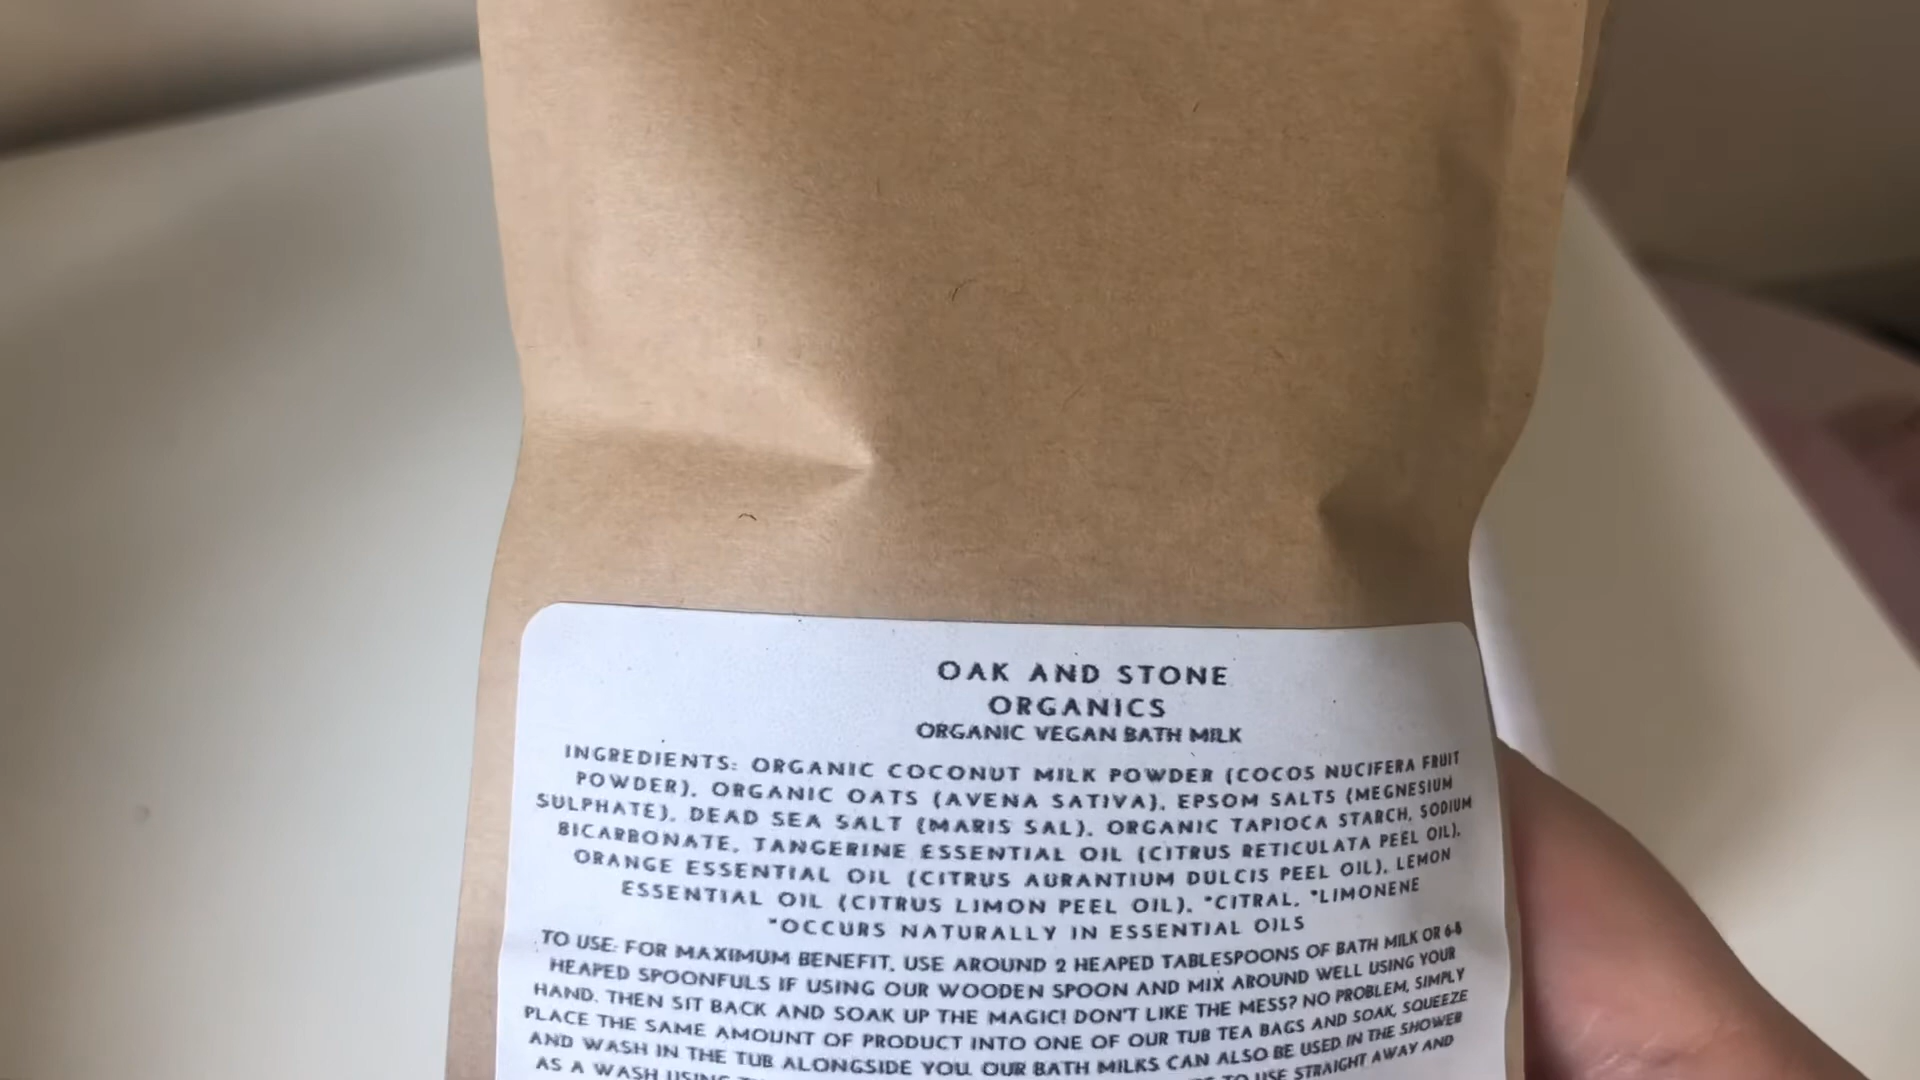 OAK AND STONE
ORGANICS
ORGANIC VEGAN BATH MILK
INGREDIENTS: ORGANIC COCONUT MILK POWDER (COCOS NUCIFERA FRUIT
POWDER), ORGANIC OATS (AVENA SATIVA), EPSOM SALTS (MEGNESIUM
SULPHATE), DEAD SEA SALT (MARIS SAL), ORGANIC TAPIOCA STARCH, SODIUM
BICARBONATE, TANGERINE ESSENTIAL OIL (CITRUS RETICULATA PEEL OIL),
ORANGE ESSENTIAL OIL (CITRUS AURANTIUM DULCIS PEEL OIL), LEMON
ESSENTIAL OIL (CITRUS LIMON PEEL OIL), *CITRAL, *LIMONENE
*OCCURS NATURALLY IN ESSENTIAL OILS
TO USE: FOR MAXIMUM BENEFIT, USE AROUND 2 HEAPED TABLESPOONS OF BATH MILK OR 6-8
HEAPED SPOONFULS IF USING OUR WOODEN SPOON AND MIX AROUND WELL USING YOUR
HAND. THEN SIT BACK AND SOAK UP THE MAGIC! DON'T LIKE THE MESS? NO PROBLEM, SIMPLY
PLACE THE SAME AMOUNT OF PRODUCT INTO ONE OF OUR TUB TEA BAGS AND SOAK, SQUEEZE
AND WASH IN THE TUB ALONGSIDE YOU. OUR BATH MILKS CAN ALSO BE USED IN THE SHOWER
AS A WASH USING TO USE STRAIGHT AWAY AND